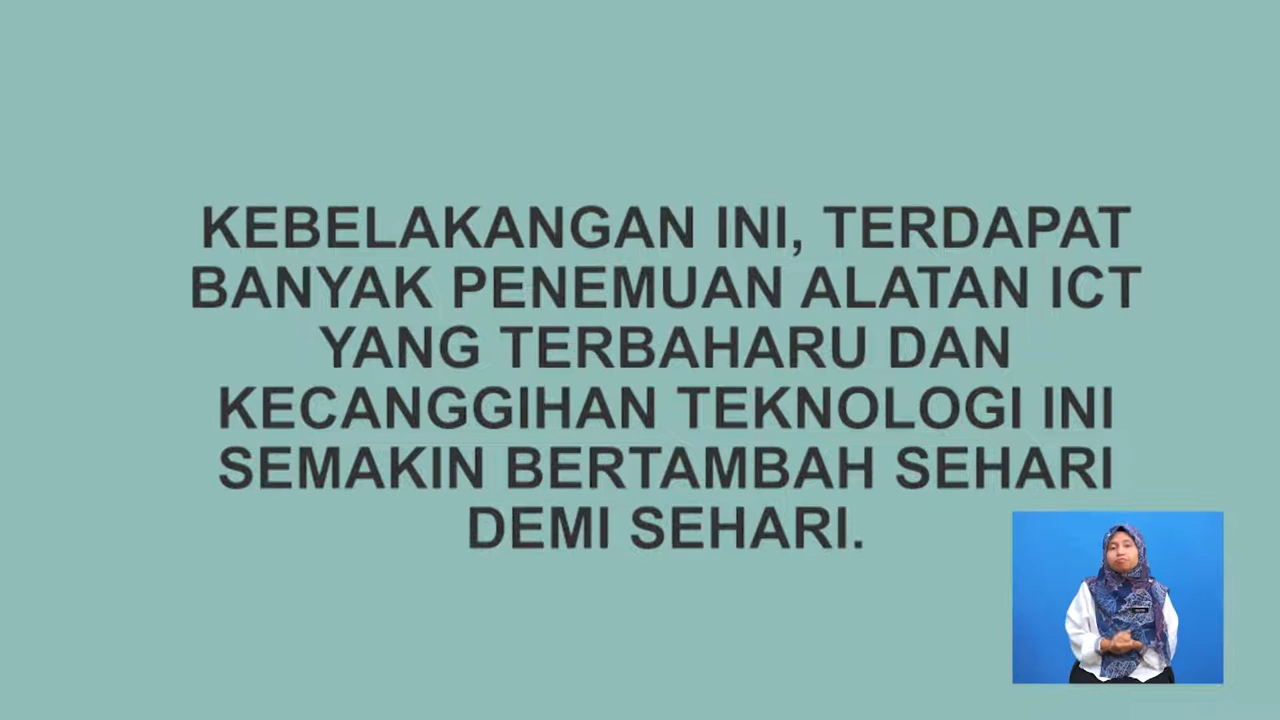 KEBELAKANGAN INI, TERDAPAT
BANYAK PENEMUAN ALATAN ICT
YANG TERBAHARU DAN
KECANGGIHAN TEKNOLOGI INI
SEMAKIN BERTAMBAH SEHARI
DEMI SEHARI.